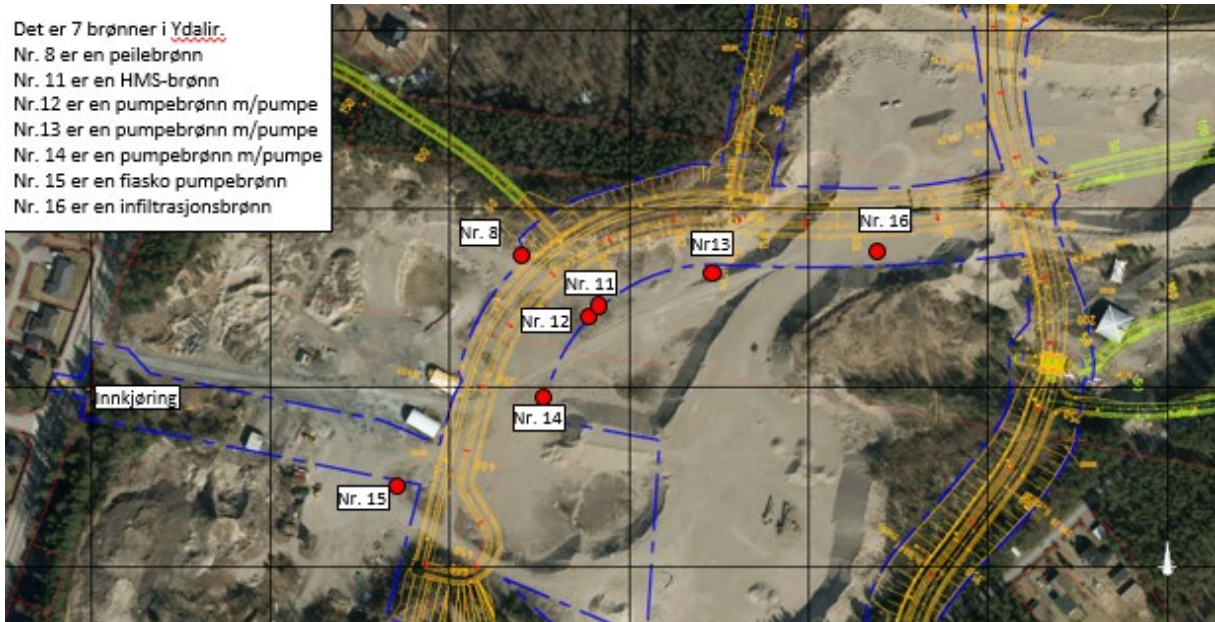 Det er 7 brønner i Ydalir.
Nr. 8 er en peilebrønn
Nr. 11 er en HMS-brønn
Nr.12 er en pumpebrønn m/pumpe
Nr.13 er en pumpebrønn m/pumpe
Nr. 14 er en pumpebrønn m/pumpe
Nr. 15 er en fiasko pumpebrønn
Nr. 16 er en infiltrasjonsbrønn
Nr. 8
Nr. 16
Nr13
Nr. 11
Nr. 12
Innkjøring
Nr. 14
Nr. 15